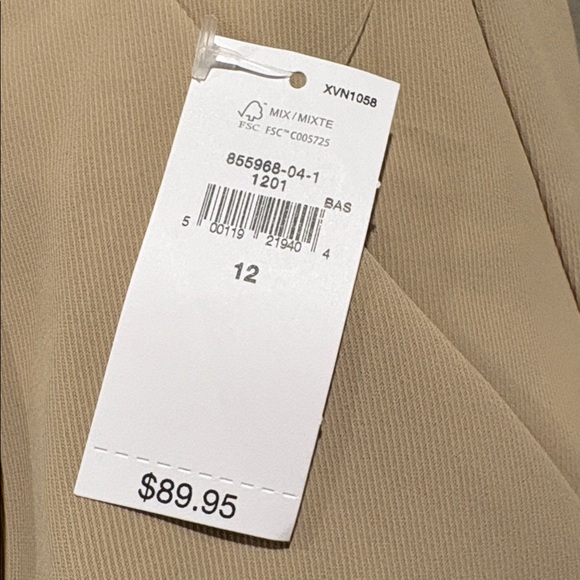 XVN1058
MIX/MIXTE
FSC FSC™ C005725
855968-04-1
1201
BAS
5 00119 21940 4
12
$89.95